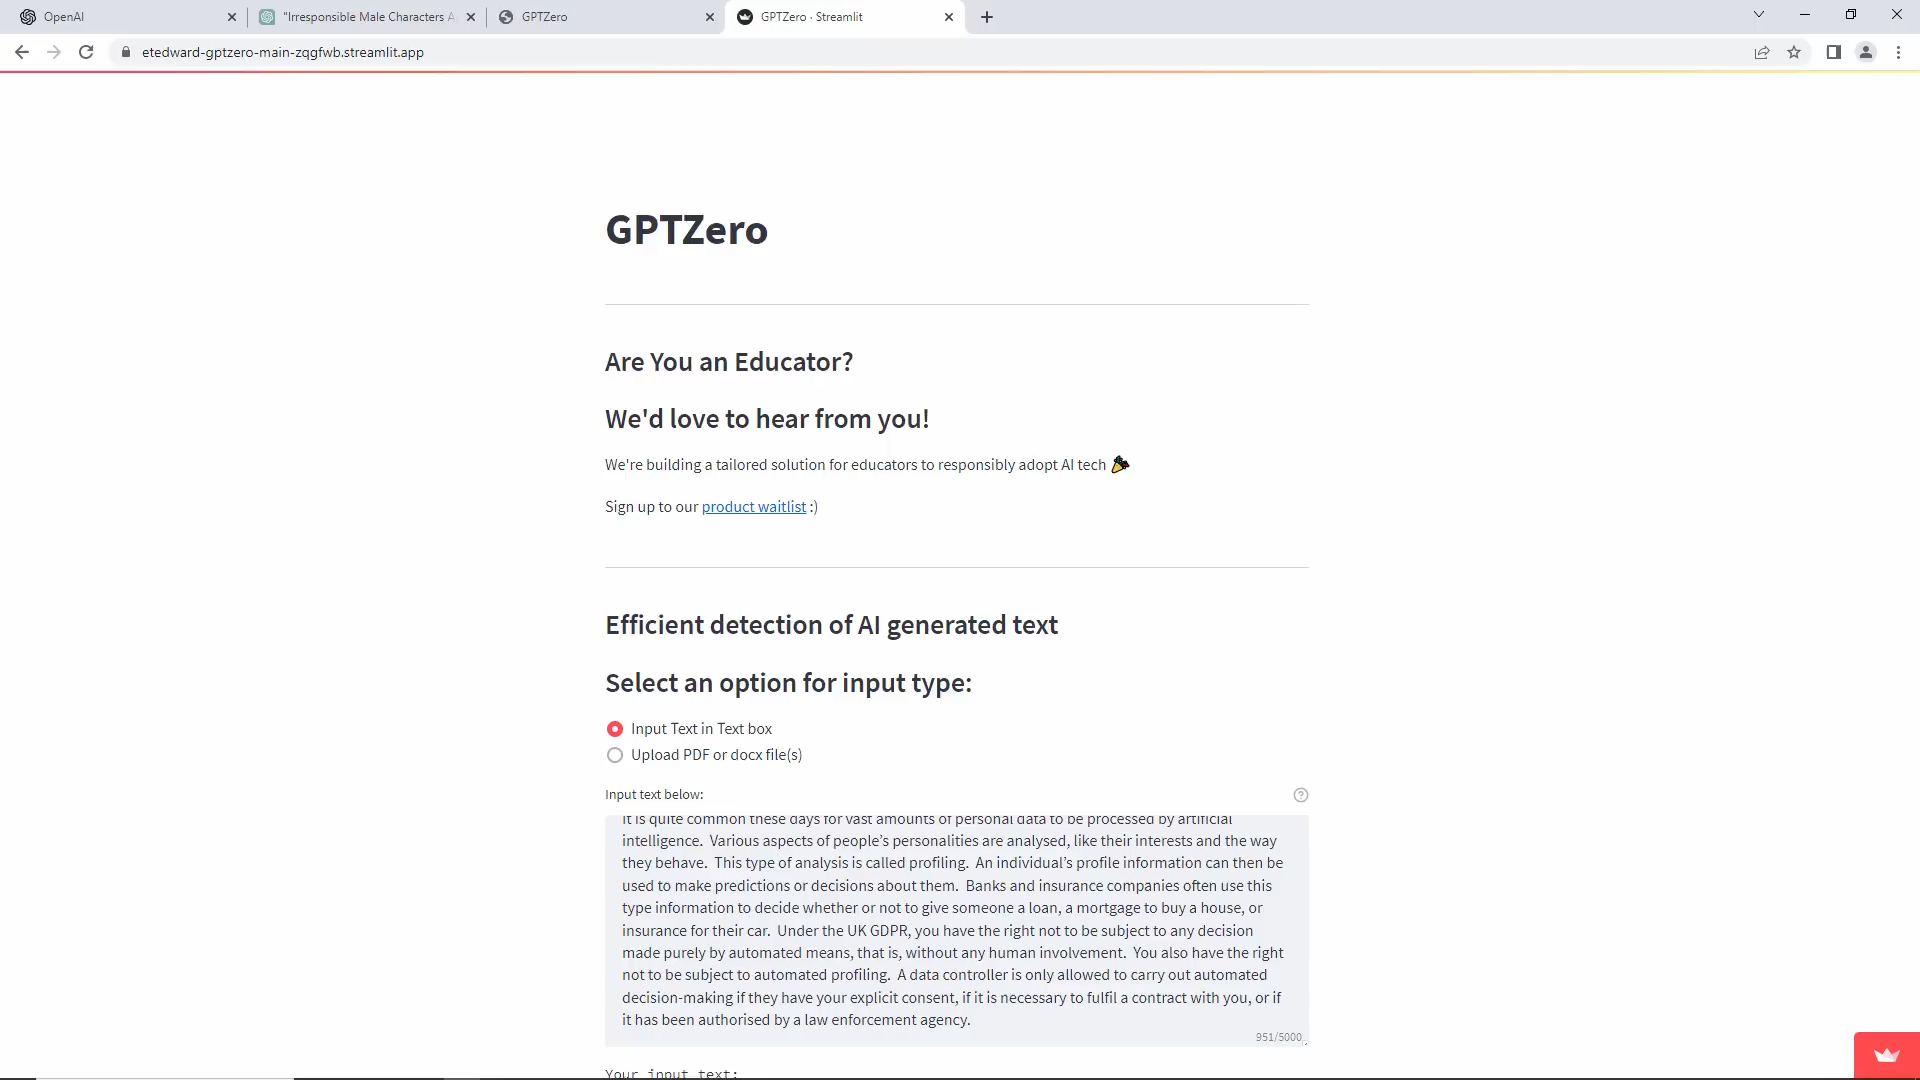 OpenAI
"Irresponsible Male Characters A
GPTZero
GPTZero · Streamlit
etedward-gptzero-main-zqgfwb.streamlit.app
GPTZero
Are You an Educator?
We'd love to hear from you!
We're building a tailored solution for educators to responsibly adopt AI tech
Sign up to our product waitlist :)
Efficient detection of AI generated text
Select an option for input type:
Input Text in Text box
Upload PDF or docx file(s)
Input text below:
It is quite common these days for vast amounts of personal data to be processed by artificial
intelligence.  Various aspects of people’s personalities are analysed, like their interests and the way
they behave.  This type of analysis is called profiling.  An individual’s profile information can then be
used to make predictions or decisions about them.  Banks and insurance companies often use this
type information to decide whether or not to give someone a loan, a mortgage to buy a house, or
insurance for their car.  Under the UK GDPR, you have the right not to be subject to any decision
made purely by automated means, that is, without any human involvement.  You also have the right
not to be subject to automated profiling.  A data controller is only allowed to carry out automated
decision-making if they have your explicit consent, if it is necessary to fulfil a contract with you, or if
it has been authorised by a law enforcement agency.
951/5000
Your input text: